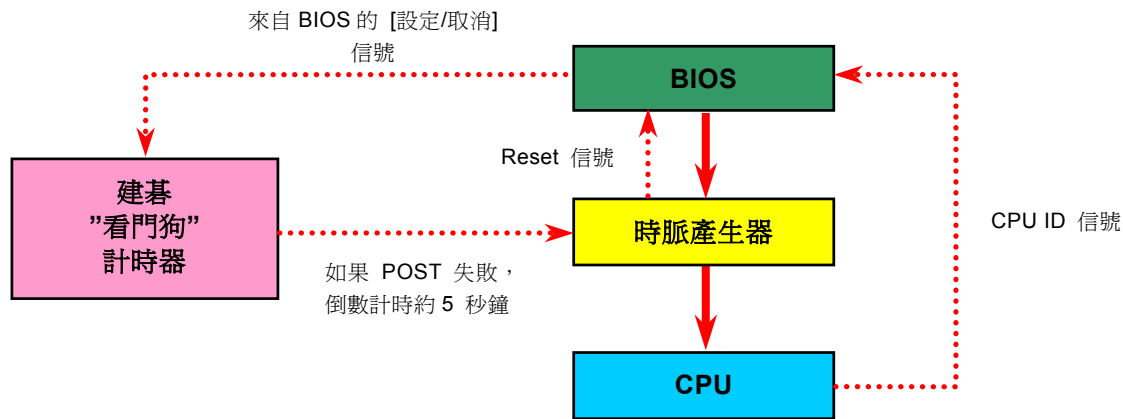 來自 BIOS 的 [設定/取消]
信號
BIOS
Reset 信號
建碁
”看門狗”
計時器
時脈產生器
CPU ID 信號
如果 POST 失敗，
倒數計時約 5 秒鐘
CPU